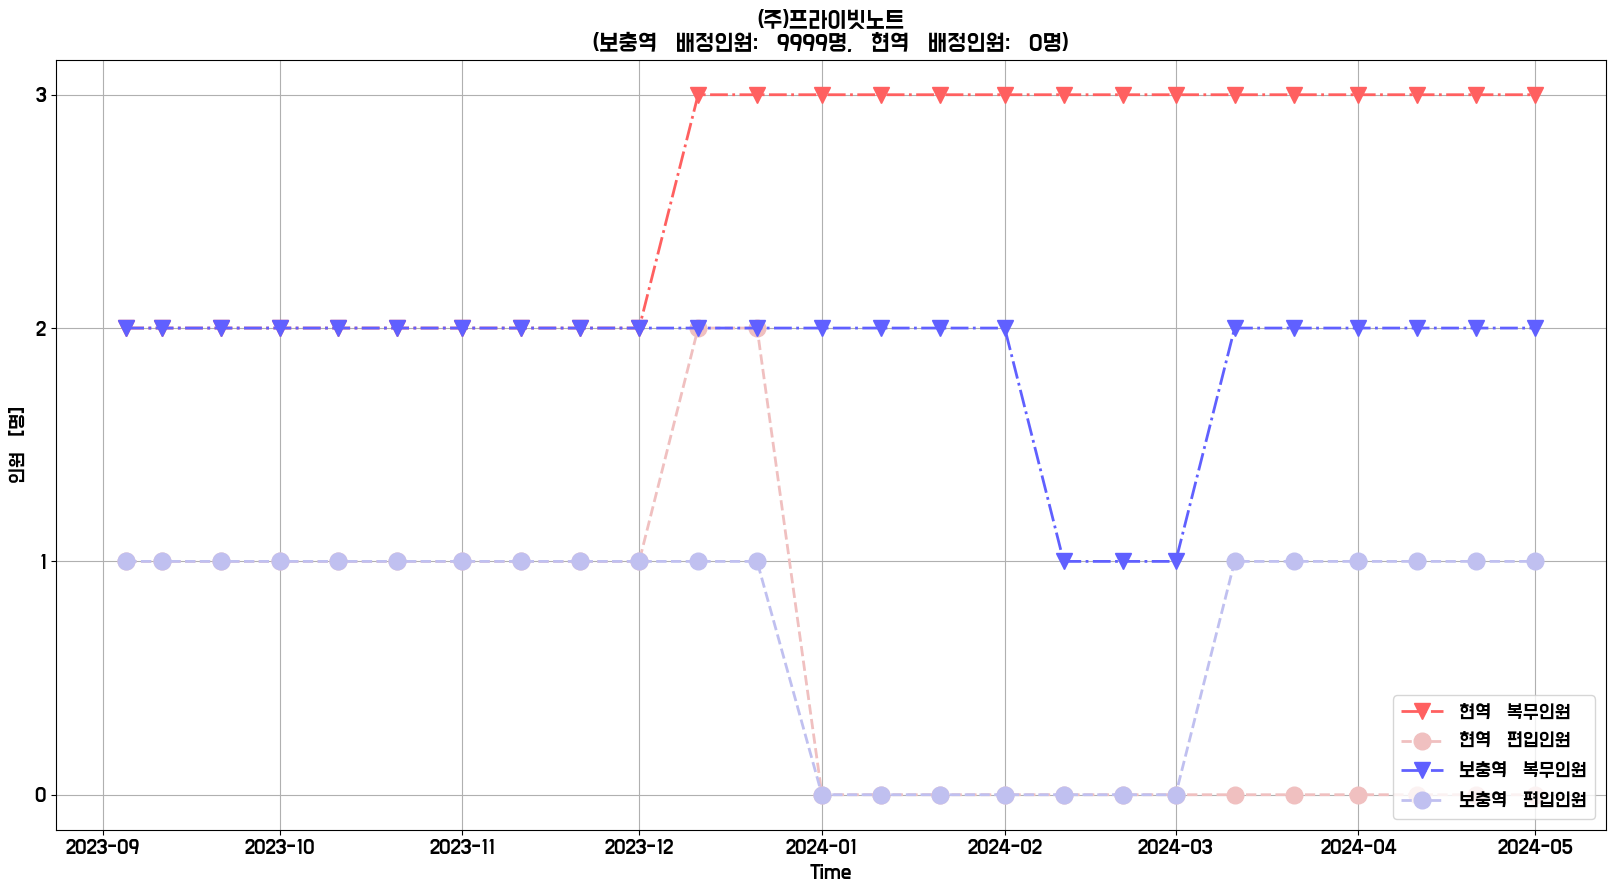 (주)프라이빗노트
(보충역 배정인원: 9999명, 현역 배정인원: 0명)
인원 [명]
3
2
1
0
현역 복무인원
현역 편입인원
보충역 복무인원
보충역 편입인원
2023-09 2023-10 2023-11 2023-12 2024-01 2024-02 2024-03 2024-04 2024-05
Time